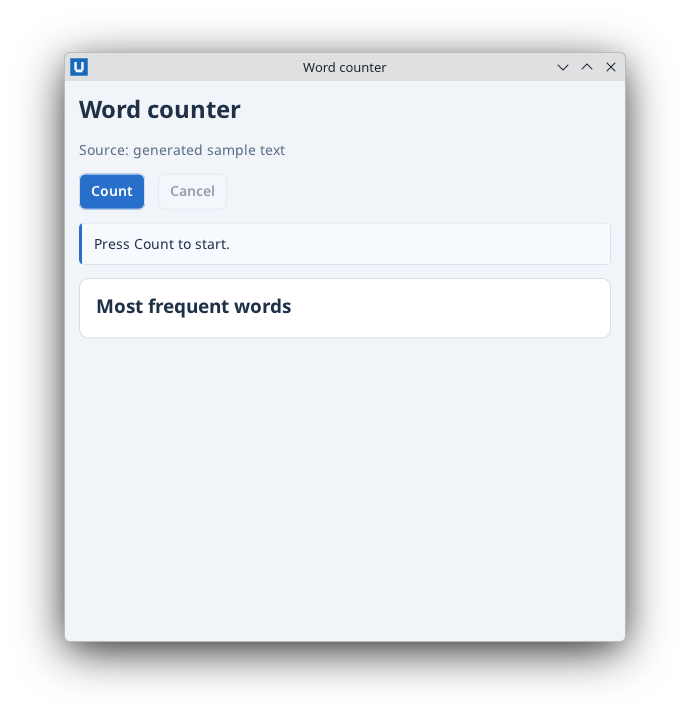 Word counter
Word counter
Source: generated sample text
Count Cancel
Press Count to start.
Most frequent words